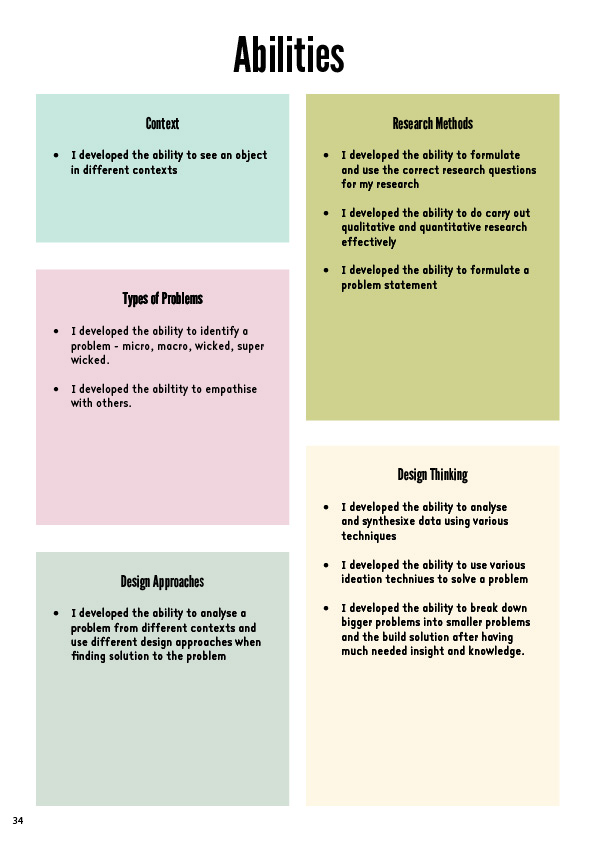 Abilities
Context
• I developed the ability to see an object
in different contexts
Types of Problems
• I developed the ability to identify a
problem - micro, macro, wicked, super
wicked.
• I developed the abiltity to empathise
with others.
Design Approaches
• I developed the ability to analyse a
problem from different contexts and
use different design approaches when
finding solution to the problem
Research Methods
• I developed the ability to formulate
and use the correct research questions
for my research
• I developed the ability to do carry out
qualitative and quantitative research
effectively
• I developed the ability to formulate a
problem statement
Design Thinking
• I developed the ability to analyse
and synthesixe data using various
techniques
• I developed the ability to use various
ideation techniues to solve a problem
• I developed the ability to break down
bigger problems into smaller problems
and the build solution after having
much needed insight and knowledge.
34